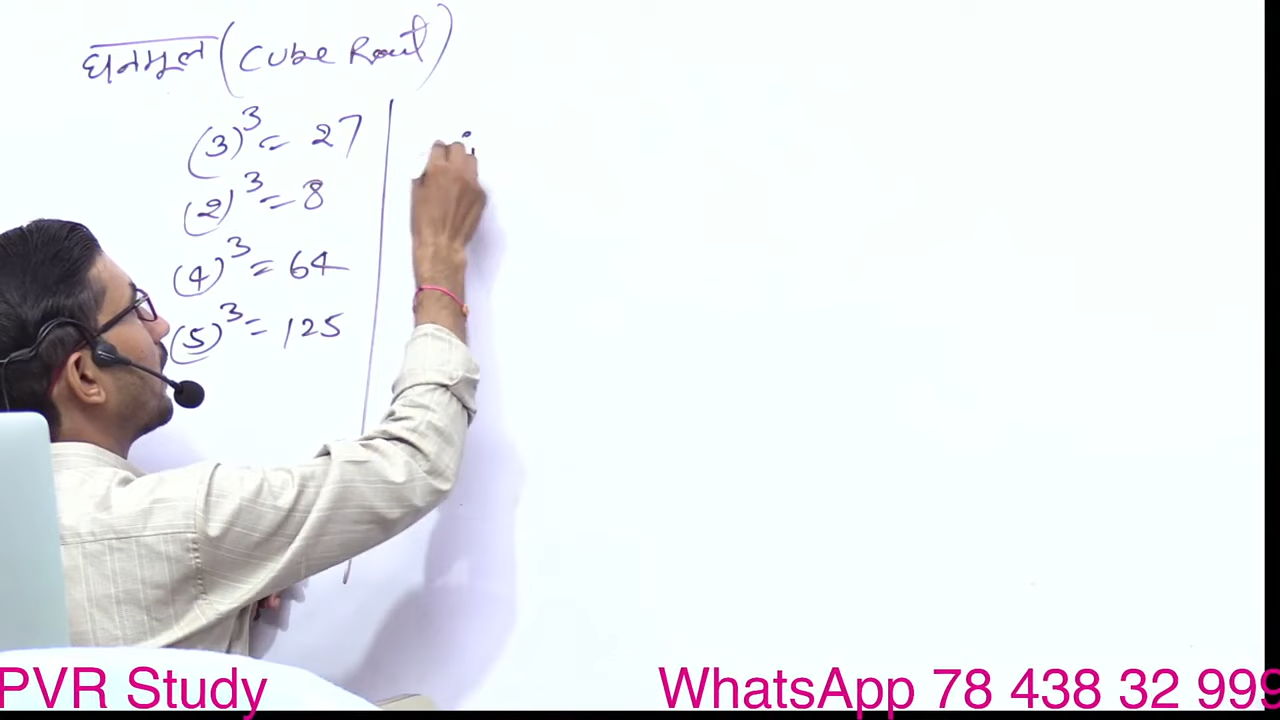 घनमूल (Cube Root)
(3)³ = 27
(2)³ = 8
(4)³ = 64
(5)³ = 125
PVR Study
WhatsApp 78 438 32 999